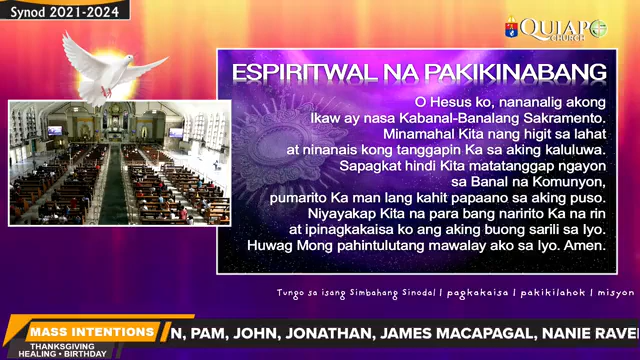 Synod 2021-2024
QUIAPO
CHURCH
ESPIRITWAL NA PAKIKINABANG
O Hesus ko, nananalig akong
Ikaw ay nasa Kabanal-Banalang Sakramento.
Minamahal Kita nang higit sa lahat
at ninanais kong tanggapin Ka sa aking kaluluwa.
Sapagkat hindi Kita matatanggap ngayon
sa Banal na Komunyon,
pumarito Ka man lang kahit papaano sa aking puso.
Niyayakap Kita na para bang naririto Ka na rin
at ipinagkakaisa ko ang aking buong sarili sa Iyo.
Huwag Mong pahintulutang mawalay ako sa Iyo. Amen.
Tungo sa isang Simbahang Sinodal | pagkakaisa | pakikilahok | misyon
MASS INTENTIONS
N, PAM, JOHN, JONATHAN, JAMES MACAPAGAL, NANIE RAVE
THANKSGIVING
HEALING • BIRTHDAY